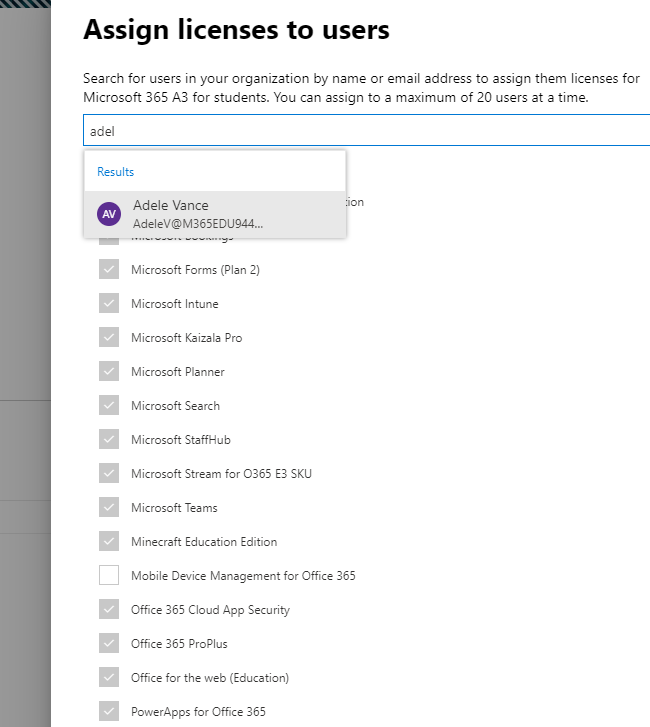 Assign licenses to users
Search for users in your organization by name or email address to assign them licenses for
Microsoft 365 A3 for students. You can assign to a maximum of 20 users at a time.
adel
Results
AV
Adele Vance
AdeleV@M365EDU944...
Microsoft Bookings
Microsoft Forms (Plan 2)
Microsoft Intune
Microsoft Kaizala Pro
Microsoft Planner
Microsoft Search
Microsoft StaffHub
Microsoft Stream for O365 E3 SKU
Microsoft Teams
Minecraft Education Edition
Mobile Device Management for Office 365
Office 365 Cloud App Security
Office 365 ProPlus
Office for the web (Education)
PowerApps for Office 365